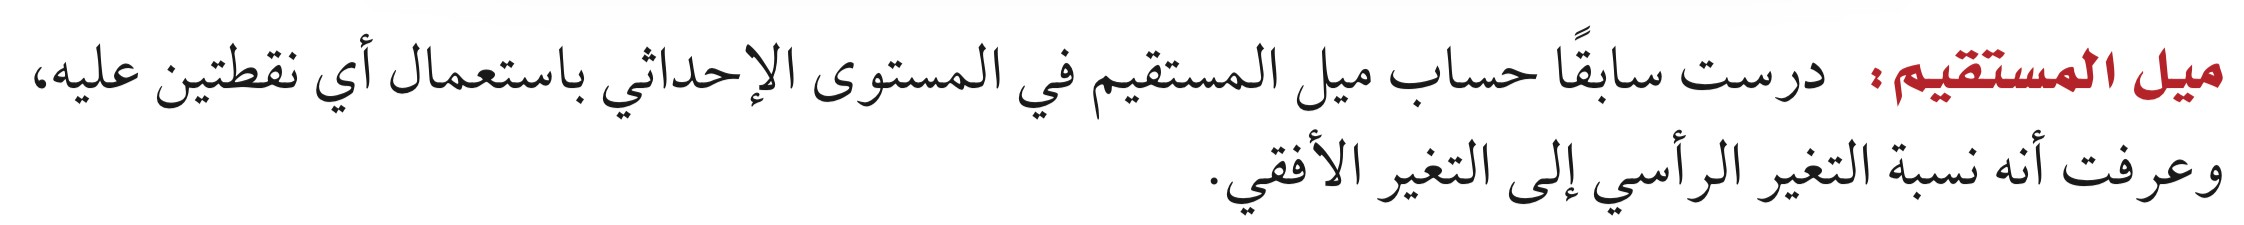 ميل المستقيم: درست سابقًا حساب ميل المستقيم في المستوى الإحداثي باستعمال أي نقطتين عليه،
وعرفت أنه نسبة التغير الرأسي إلى التغير الأفقي.